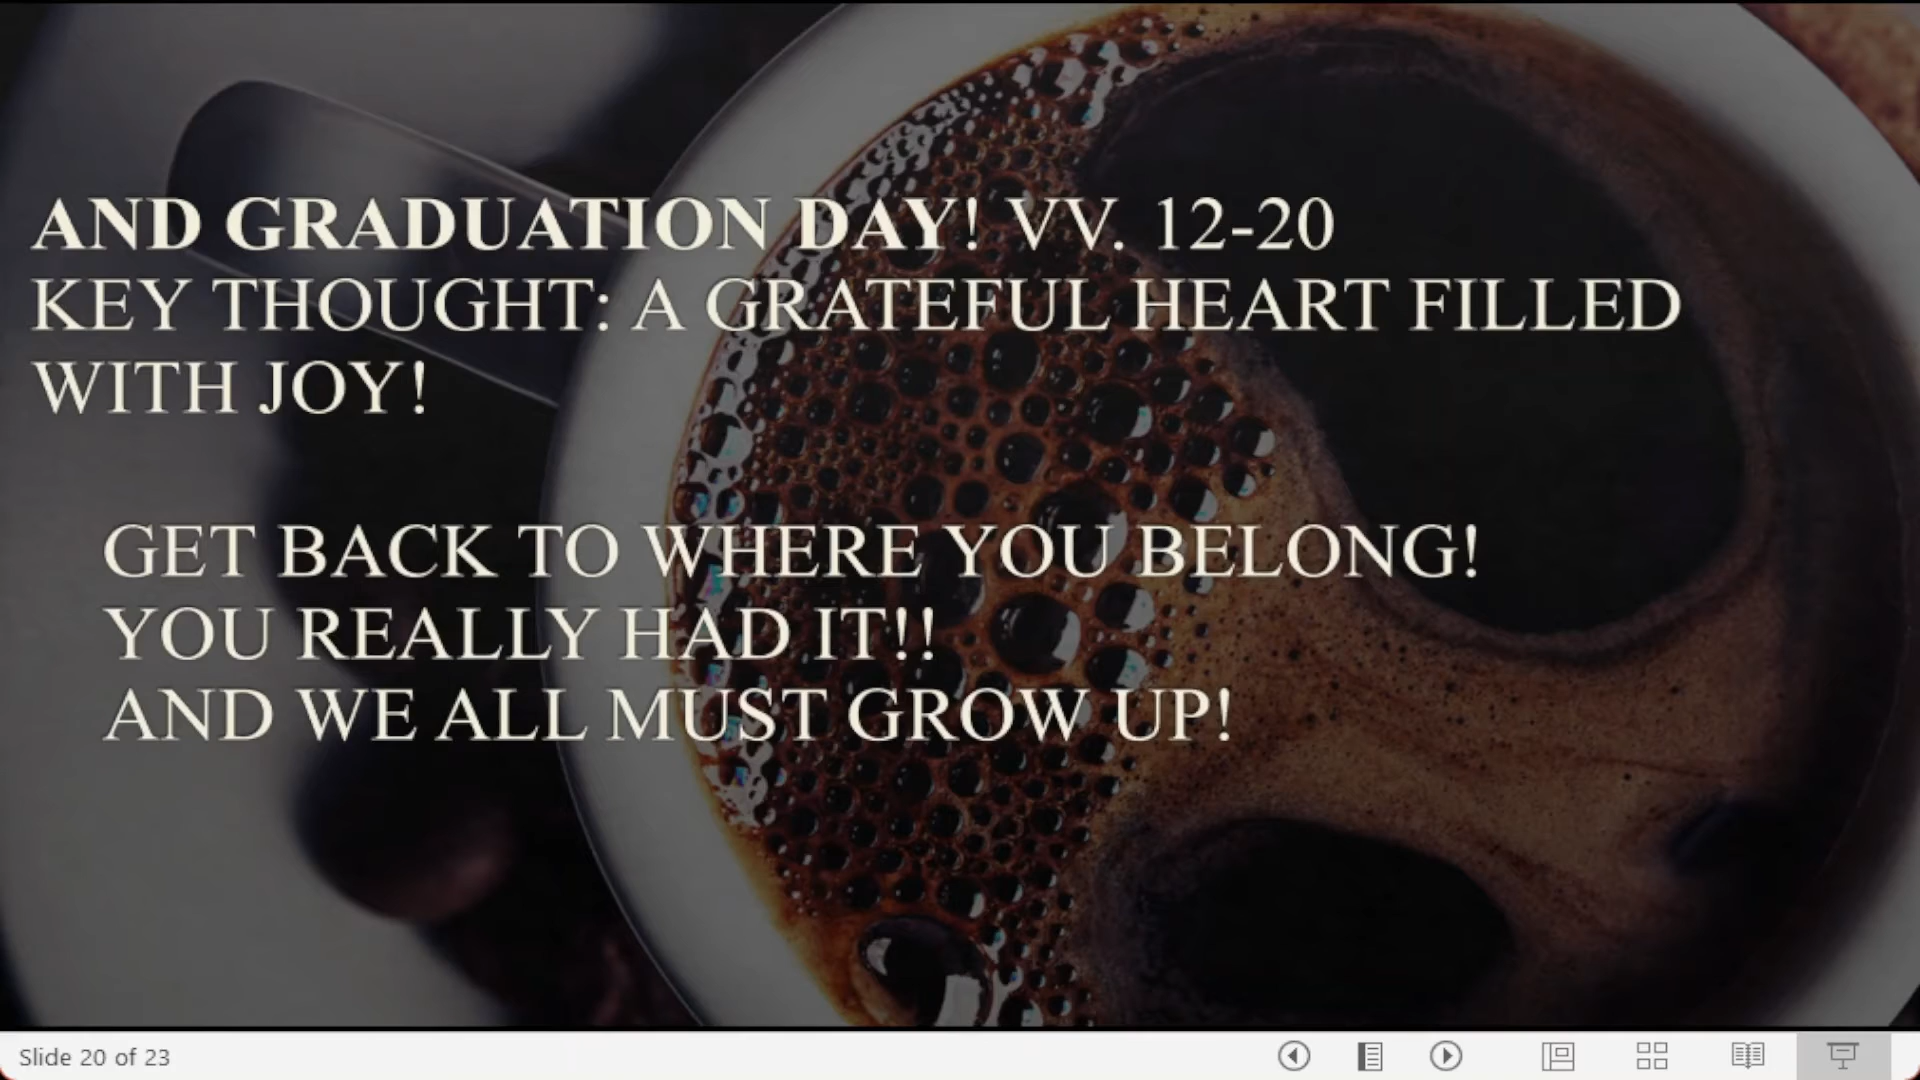 AND GRADUATION DAY! VV. 12-20
KEY THOUGHT: A GRATEFUL HEART FILLED
WITH JOY!
GET BACK TO WHERE YOU BELONG!
YOU REALLY HAD IT!!
AND WE ALL MUST GROW UP!
Slide 20 of 23